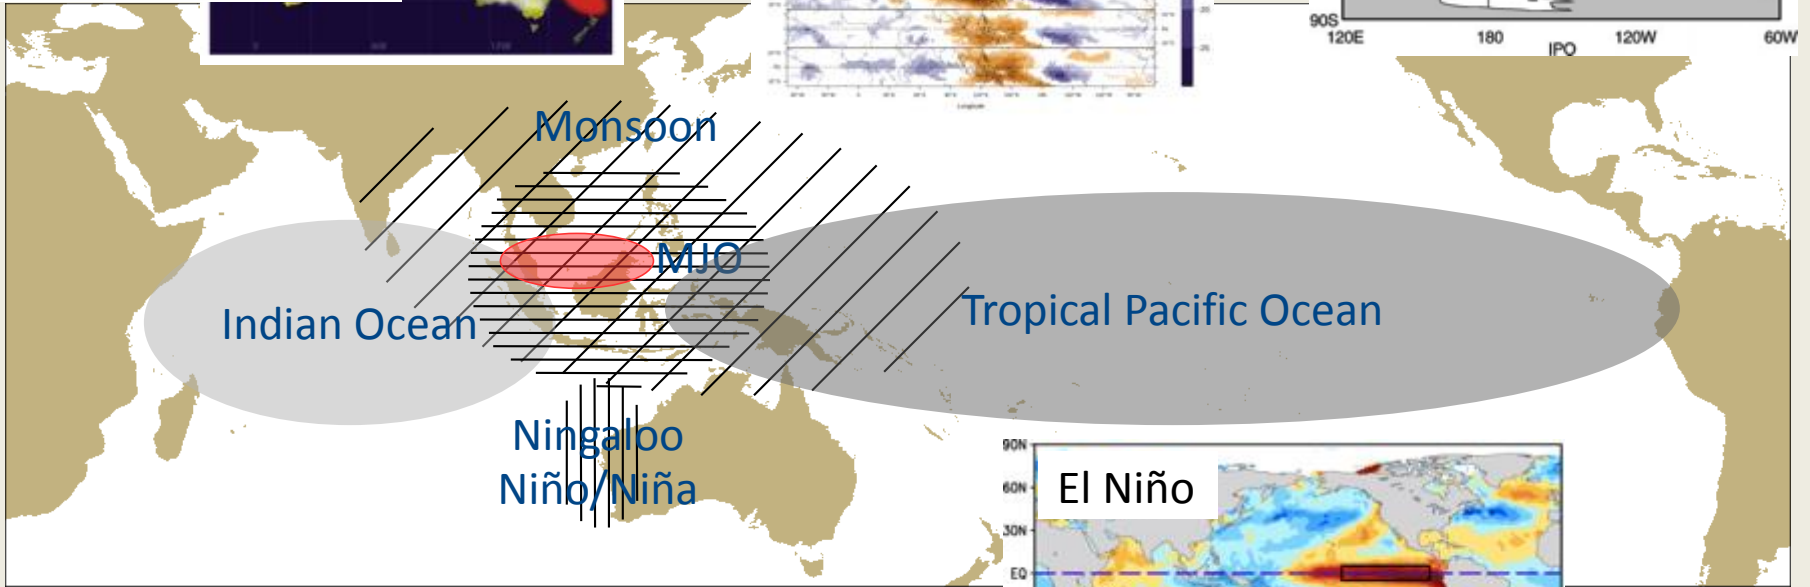 90S
120E 180 120W 60W
IPO
Monsoon
MJO
Indian Ocean
Tropical Pacific Ocean
Ningaloo
Niño/Niña
90N
El Niño
60N
30N
EQ